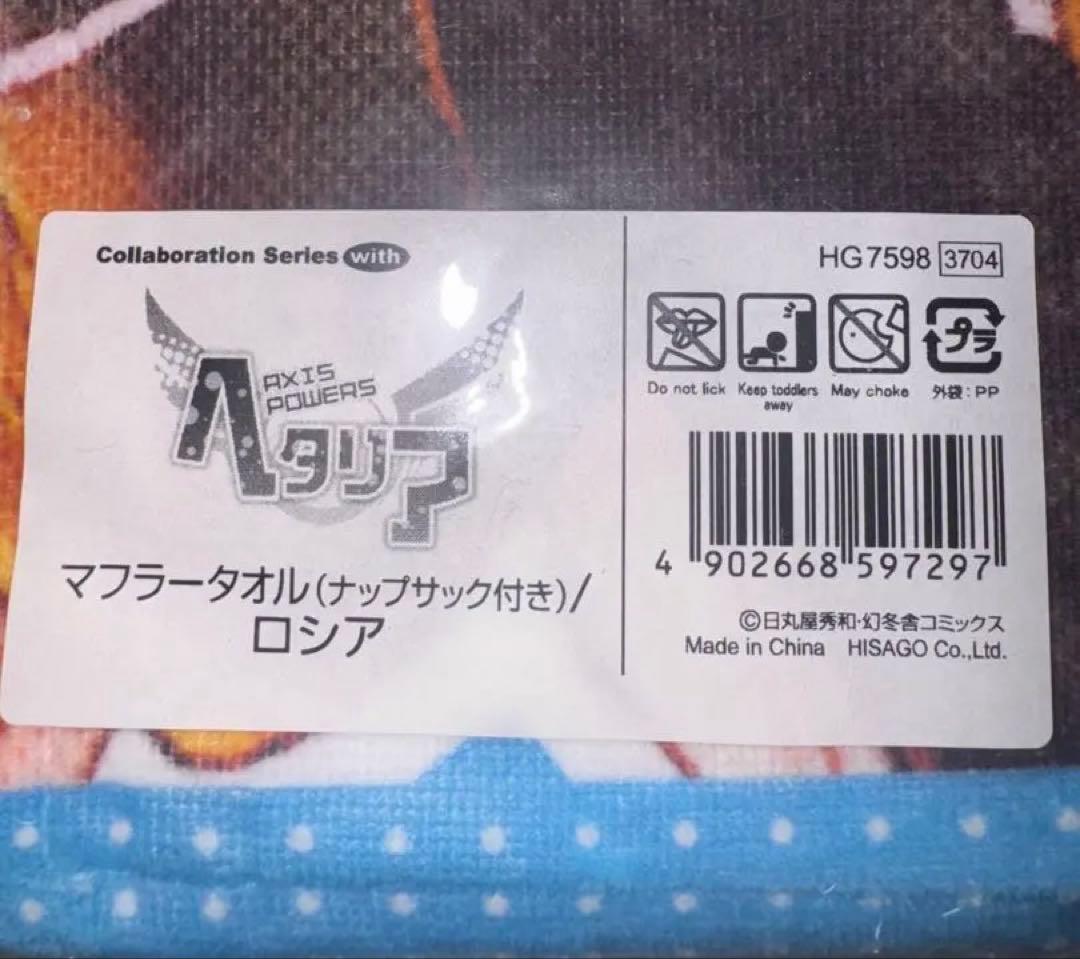 Collaboration Series with
AXIS
POWERS
ヘタリア
マフラータオル(ナップサック付き)/
ロシア
HG7598 3704
プラ
Do not lick
Keep toddlers
away
May choke
外袋:PP
4 902668 597297
©日丸屋秀和・幻冬舎コミックス
Made in China HISAGO Co.,Ltd.